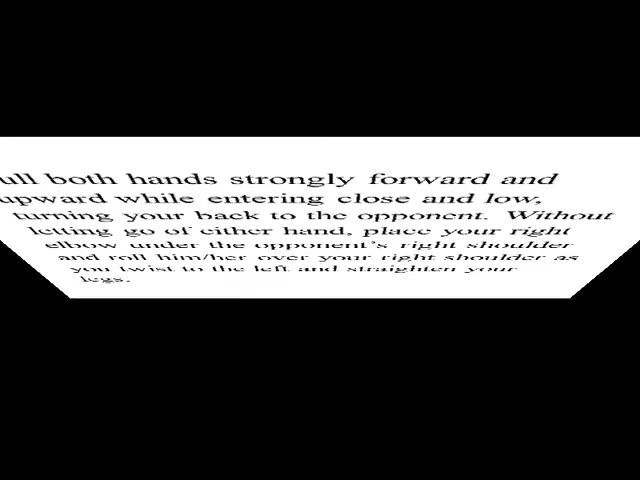 ull both hands strongly forward and
upward while entering close and low,
turning your back to the opponent. Without
letting go of either hand, place your right
elbow under the opponent's right shoulder
and roll him/her over your right shoulder as
you twist to the left and straighten your
legs.